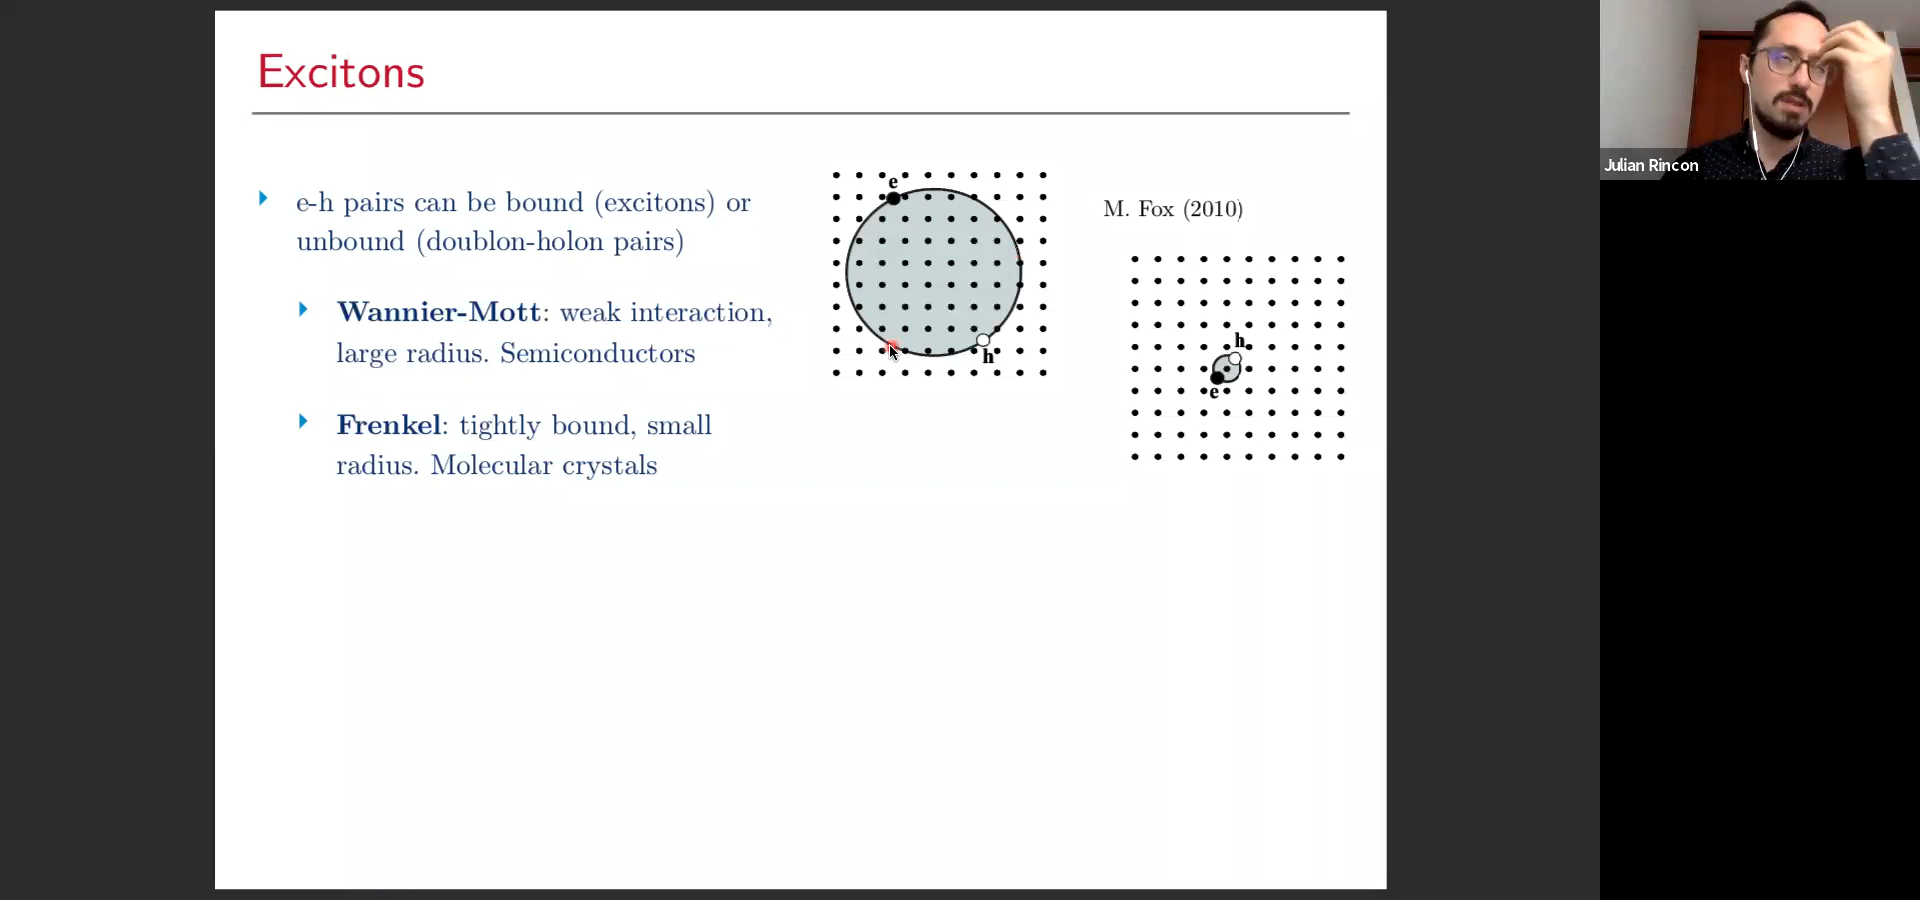 Excitons
e-h pairs can be bound (excitons) or
unbound (doublon-holon pairs)
Wannier-Mott: weak interaction,
large radius. Semiconductors
Frenkel: tightly bound, small
radius. Molecular crystals
e
h
M. Fox (2010)
h
e
Julian Rincon